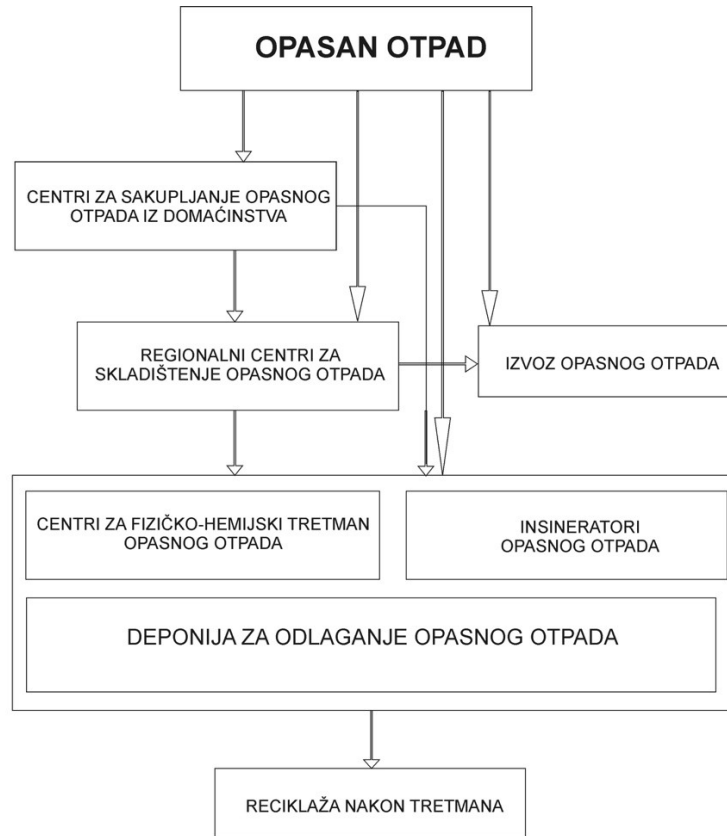 OPASAN OTPAD
CENTRI ZA SAKUPLJANJE OPASNOG
OTPADA IZ DOMAĆINSTVA
REGIONALNI CENTRI ZA
SKLADIŠTENJE OPASNOG OTPADA
IZVOZ OPASNOG OTPADA
CENTRI ZA FIZIČKO-HEMIJSKI TRETMAN
OPASNOG OTPADA
INSINERATORI
OPASNOG OTPADA
DEPONIJA ZA ODLAGANJE OPASNOG OTPADA
RECIKLAŽA NAKON TRETMANA